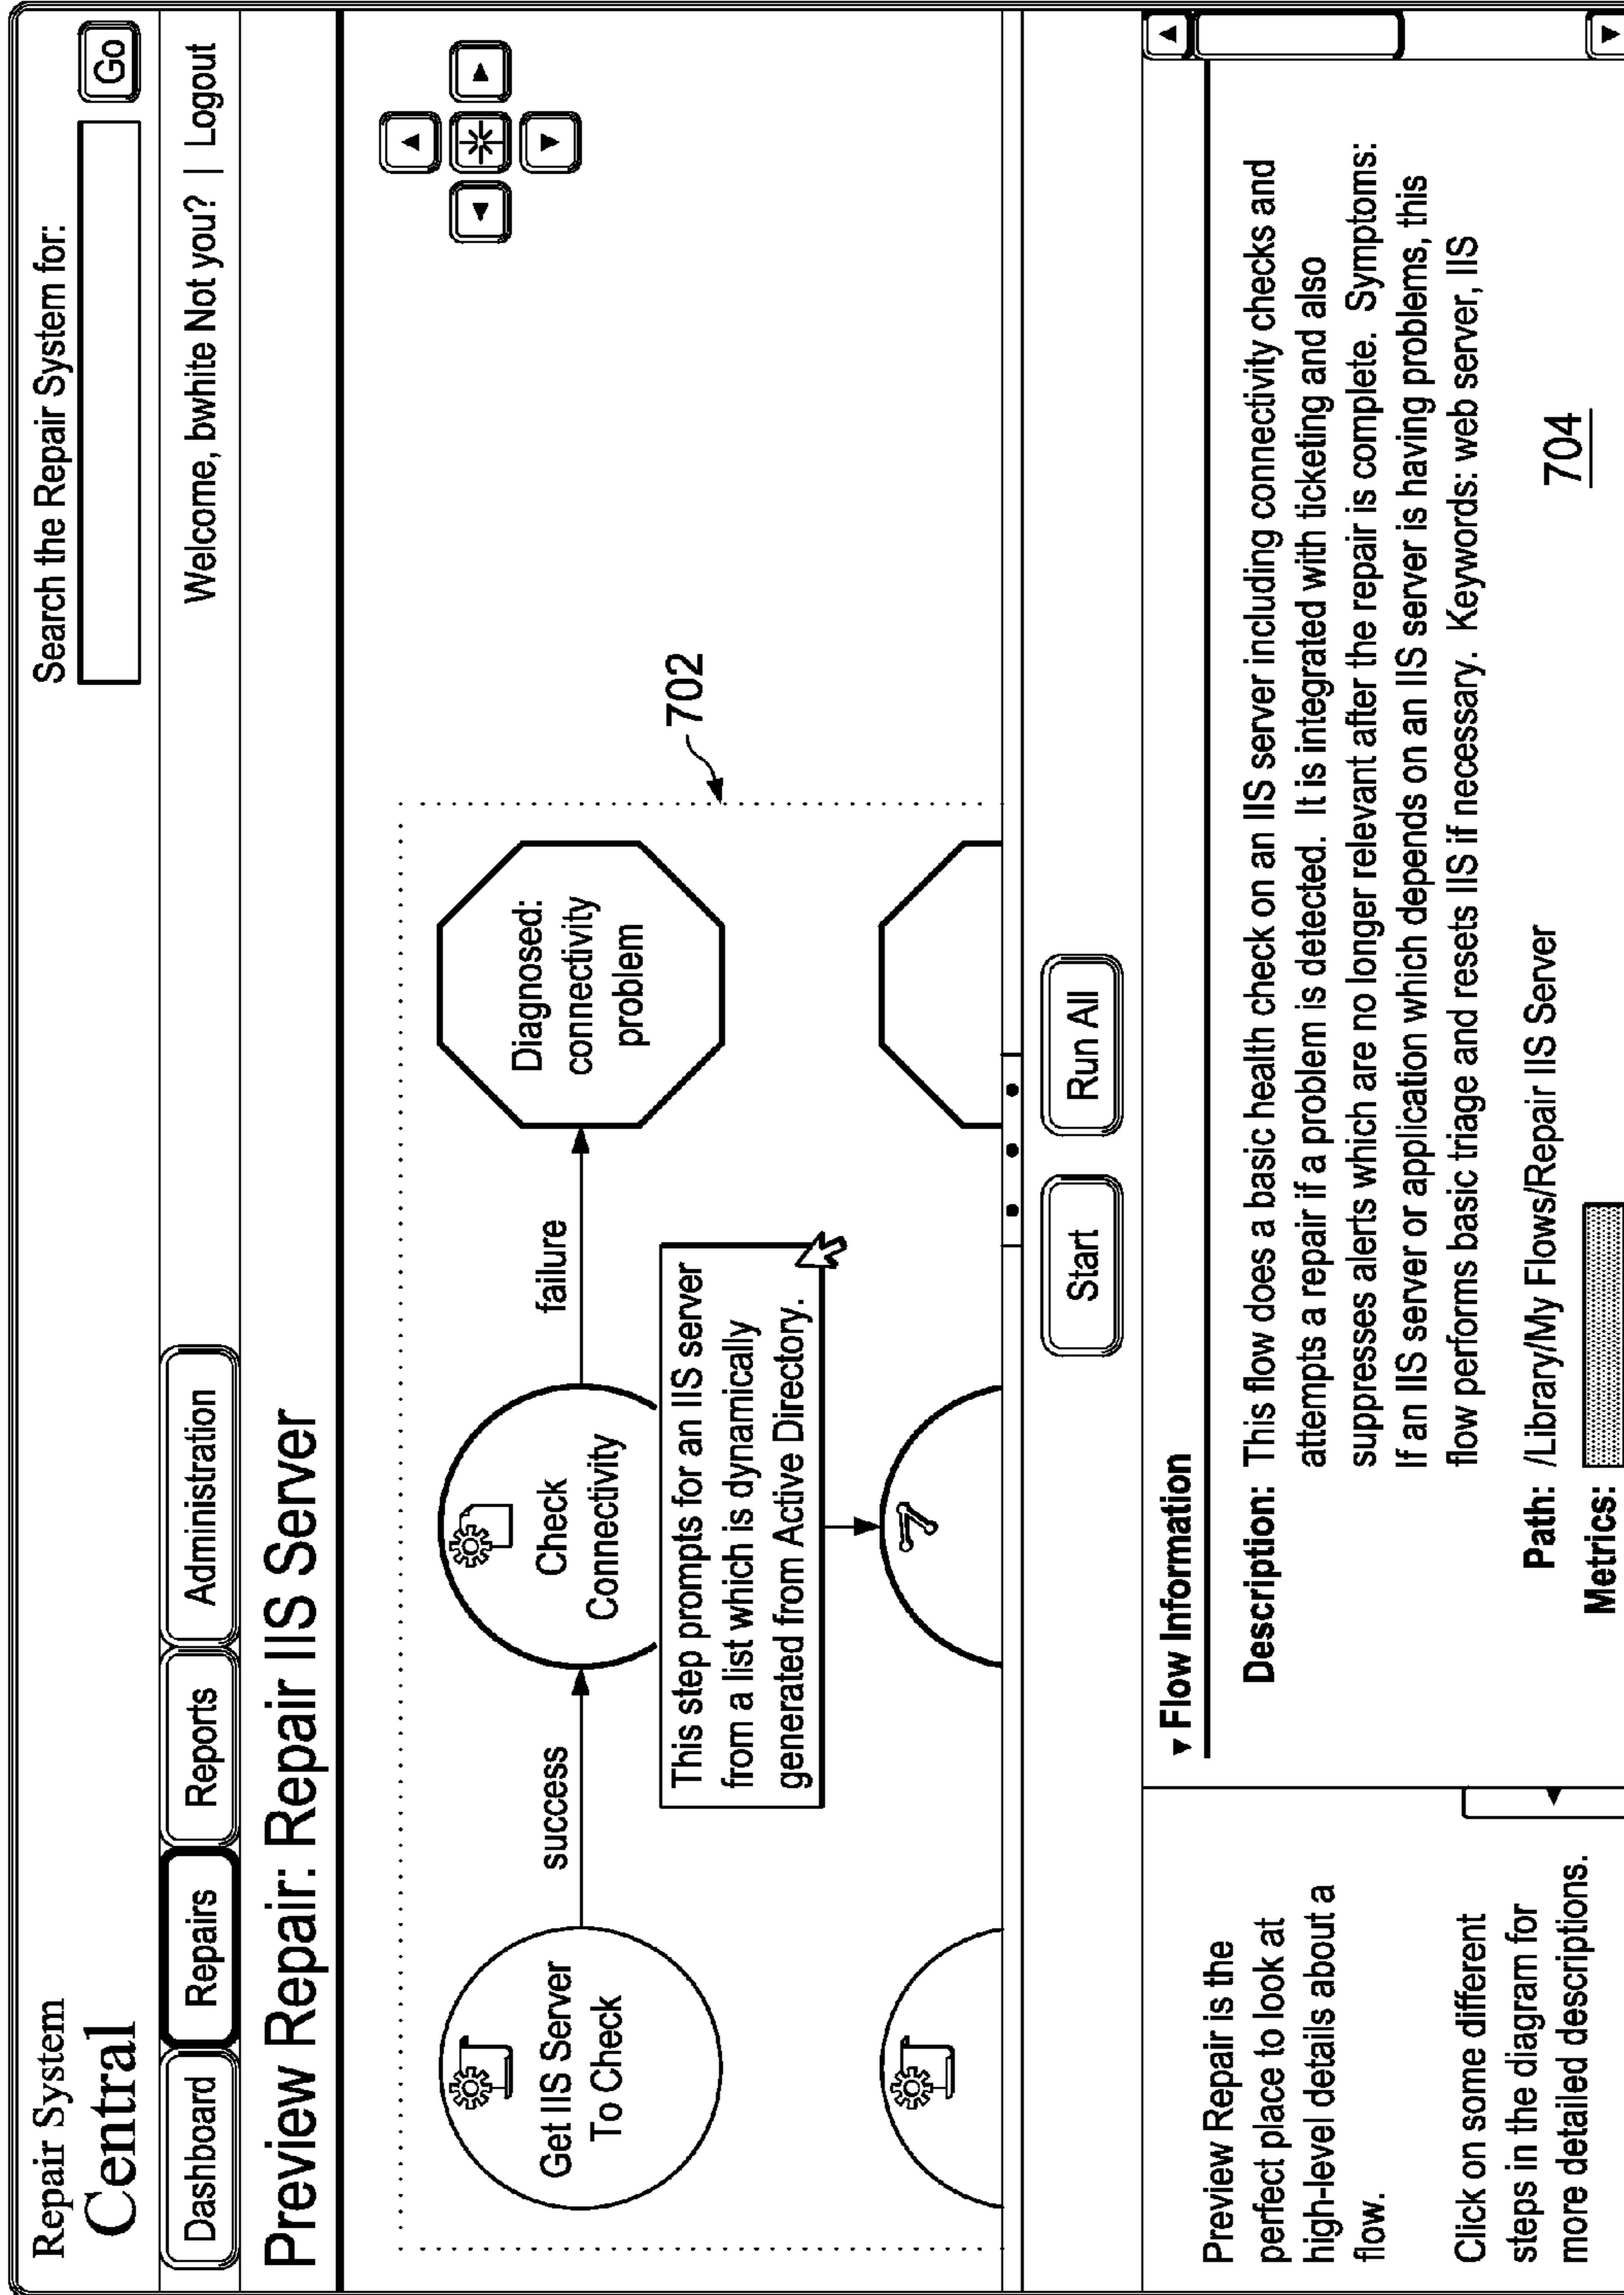 Repair System
Central
Search the Repair System for:
Go
Dashboard
Repairs
Reports
Administration
Welcome, bwhite Not you? | Logout
Preview Repair: Repair IIS Server
Get IIS Server
To Check
success
Check
Connectivity
failure
Diagnosed:
connectivity
problem
702
This step prompts for an IIS server
from a list which is dynamically
generated from Active Directory.
Start
Run All
Preview Repair is the
perfect place to look at
high-level details about a
flow.
Click on some different
steps in the diagram for
more detailed descriptions.
Flow Information
Description: This flow does a basic health check on an IIS server including connectivity checks and
attempts a repair if a problem is detected. It is integrated with ticketing and also
suppresses alerts which are no longer relevant after the repair is complete. Symptoms:
If an IIS server or application which depends on an IIS server is having problems, this
flow performs basic triage and resets IIS if necessary. Keywords: web server, IIS
Path: /Library/My Flows/Repair IIS Server
704
Metrics: